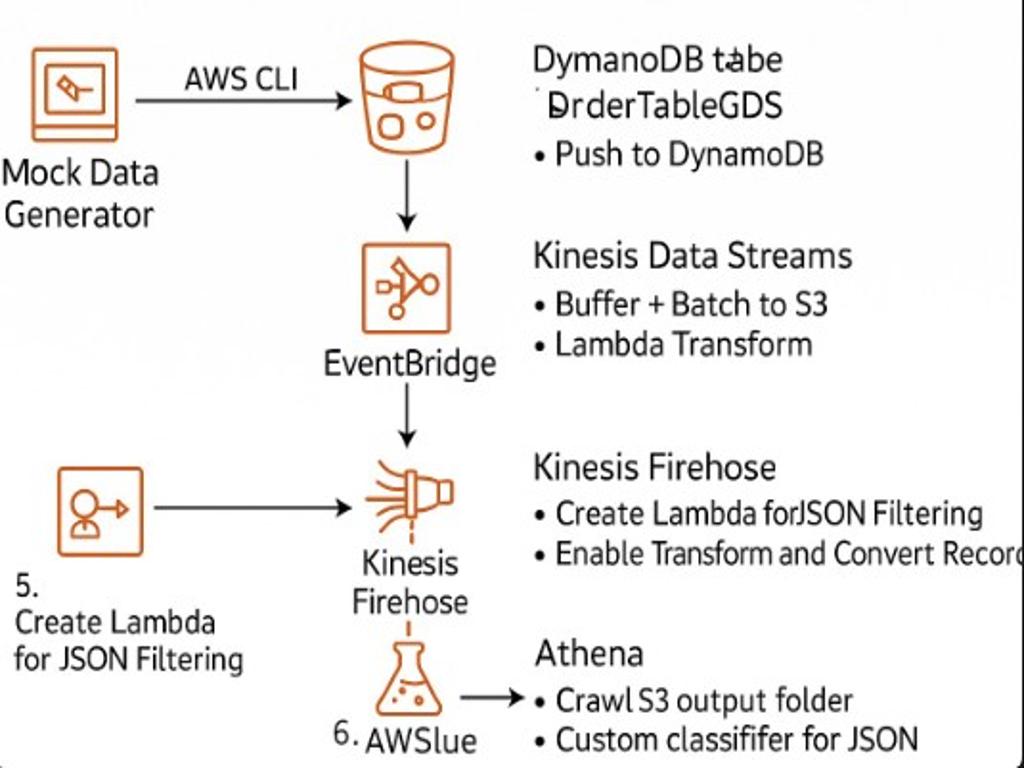 AWS CLI
Mock Data
Generator
DymanoDB tabe
DrderTableGDS
• Push to DynamoDB
EventBridge
Kinesis Data Streams
• Buffer + Batch to S3
• Lambda Transform
5.
Create Lambda
for JSON Filtering
Kinesis
Firehose
Kinesis Firehose
• Create Lambda forJSON Filtering
• Enable Transform and Convert Recorc
6. AWSlue
Athena
• Crawl S3 output folder
• Custom classififer for JSON